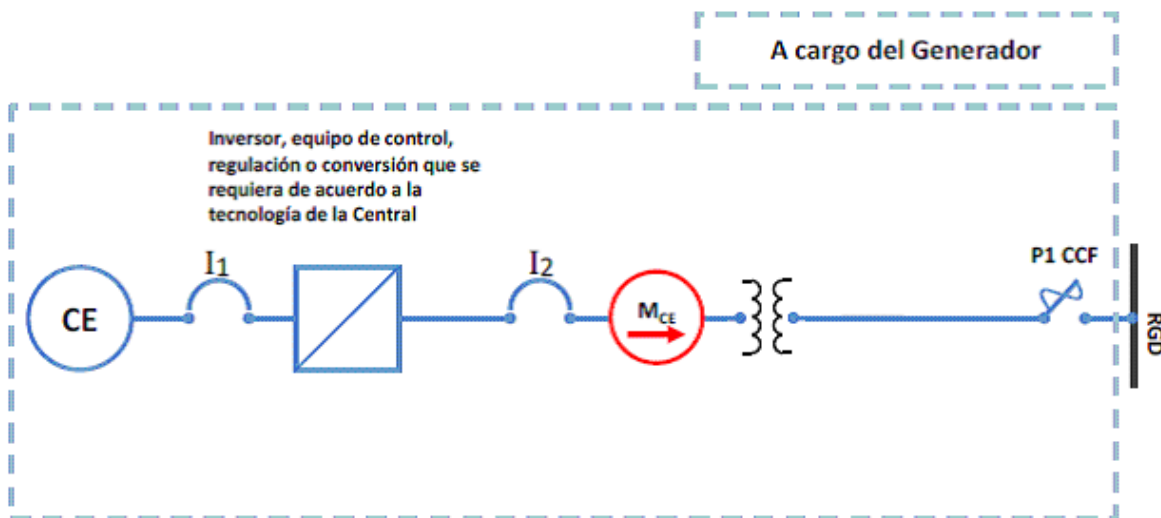 A cargo del Generador
Inversor, equipo de control,
regulación o conversión que se
requiera de acuerdo a la
tecnología de la Central
I1
I2
P1 CCF
CE
MCE
RGD